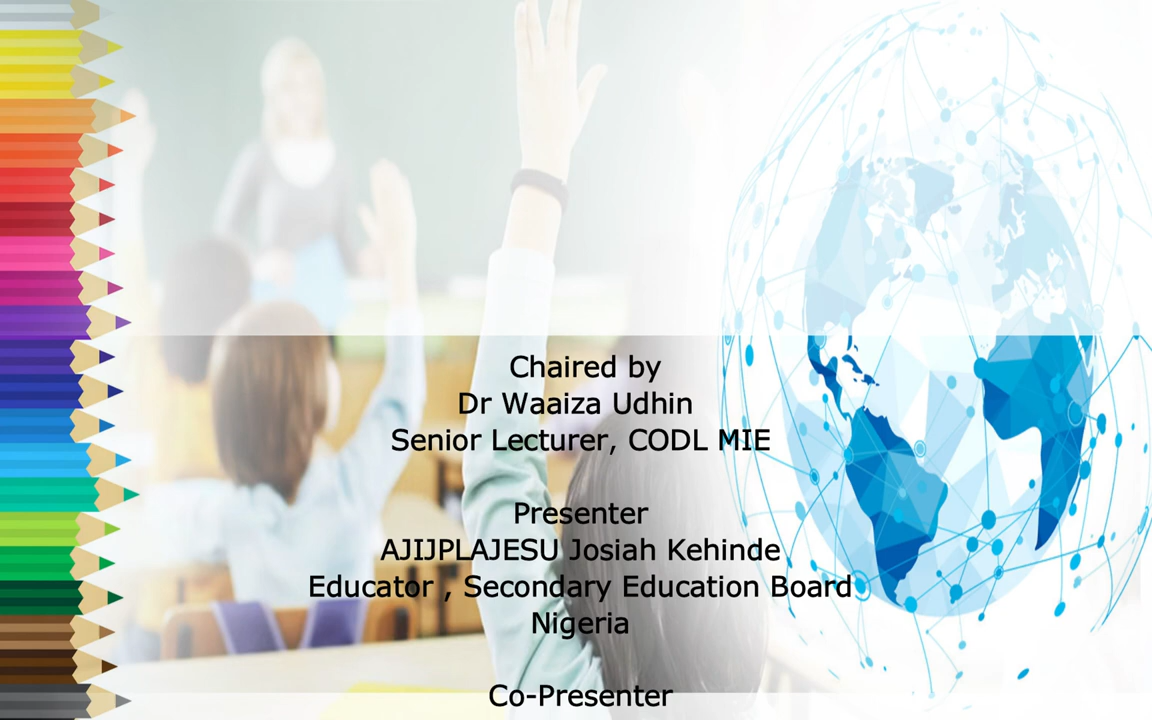 Chaired by
Dr Waaiza Udhin
Senior Lecturer, CODL MIE
Presenter
AJIJPLAJESU Josiah Kehinde
Educator , Secondary Education Board
Nigeria
Co-Presenter